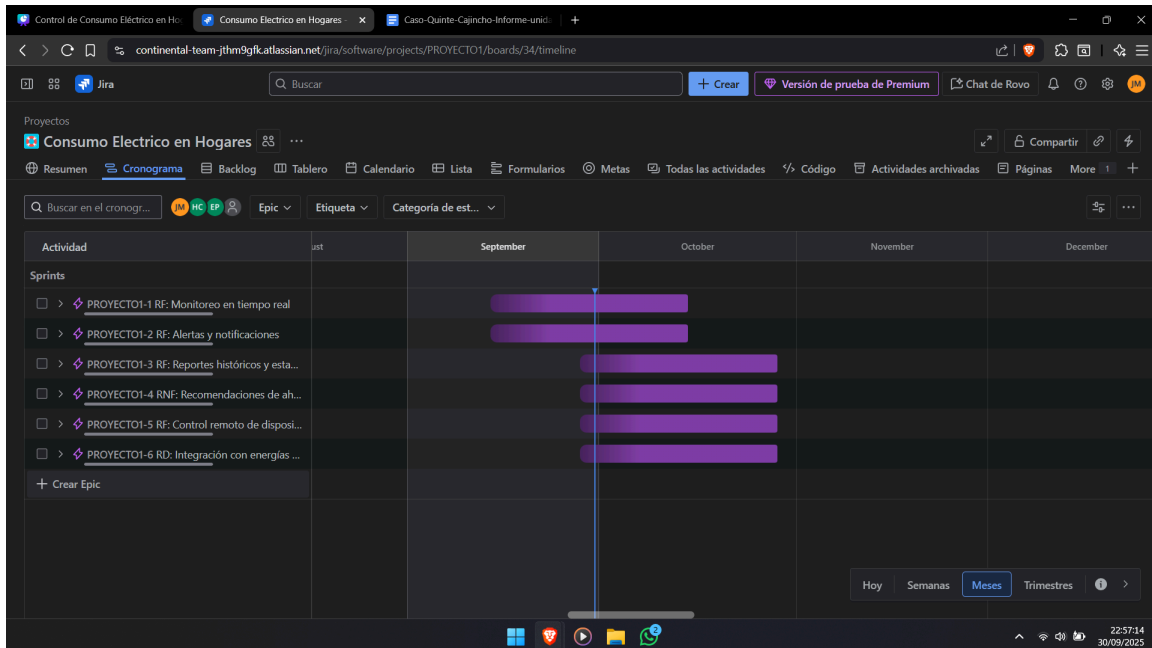 Control de Consumo Eléctrico en Ho
Consumo Electrico en Hogares -
Caso-Quinte-Cajincho-Informe-unida
continental-team-jthm9gfk.atlassian.net/jira/software/projects/PROYECTO1/boards/34/timeline
Jira
Buscar
+ Crear
Versión de prueba de Premium
Chat de Rovo
JM
Proyectos
Consumo Electrico en Hogares
Compartir
Resumen Cronograma Backlog Tablero Calendario Lista Formularios Metas Todas las actividades Código Actividades archivadas Páginas More 1
Buscar en el cronogr... JM HC EP Epic Etiqueta Categoría de est...
Actividad ust September October November December
Sprints
PROYECTO1-1 RF: Monitoreo en tiempo real
PROYECTO1-2 RF: Alertas y notificaciones
PROYECTO1-3 RF: Reportes históricos y esta...
PROYECTO1-4 RNF: Recomendaciones de ah...
PROYECTO1-5 RF: Control remoto de disposi...
PROYECTO1-6 RD: Integración con energías ...
+ Crear Epic
Hoy Semanas Meses Trimestres
2
22:57:14
30/09/2025